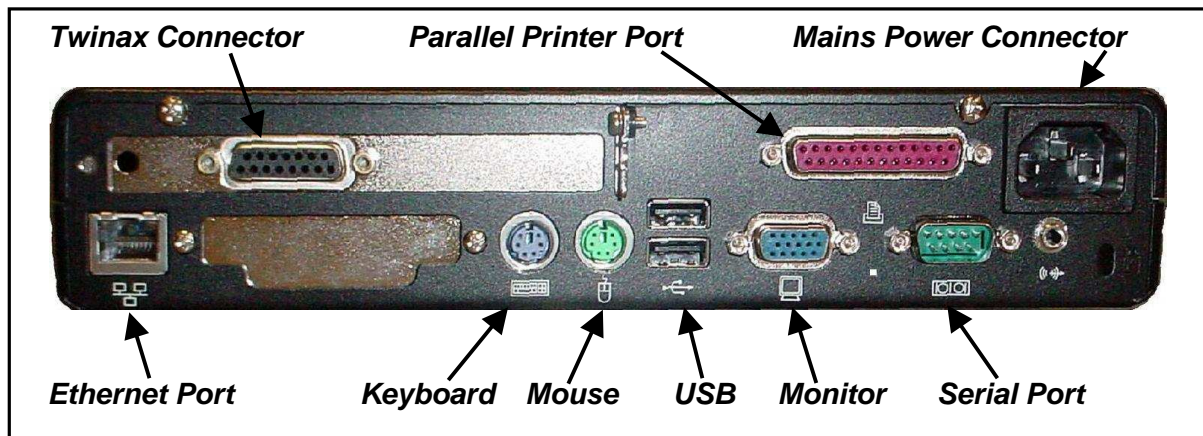 Twinax Connector Parallel Printer Port Mains Power Connector
Ethernet Port Keyboard Mouse USB Monitor Serial Port